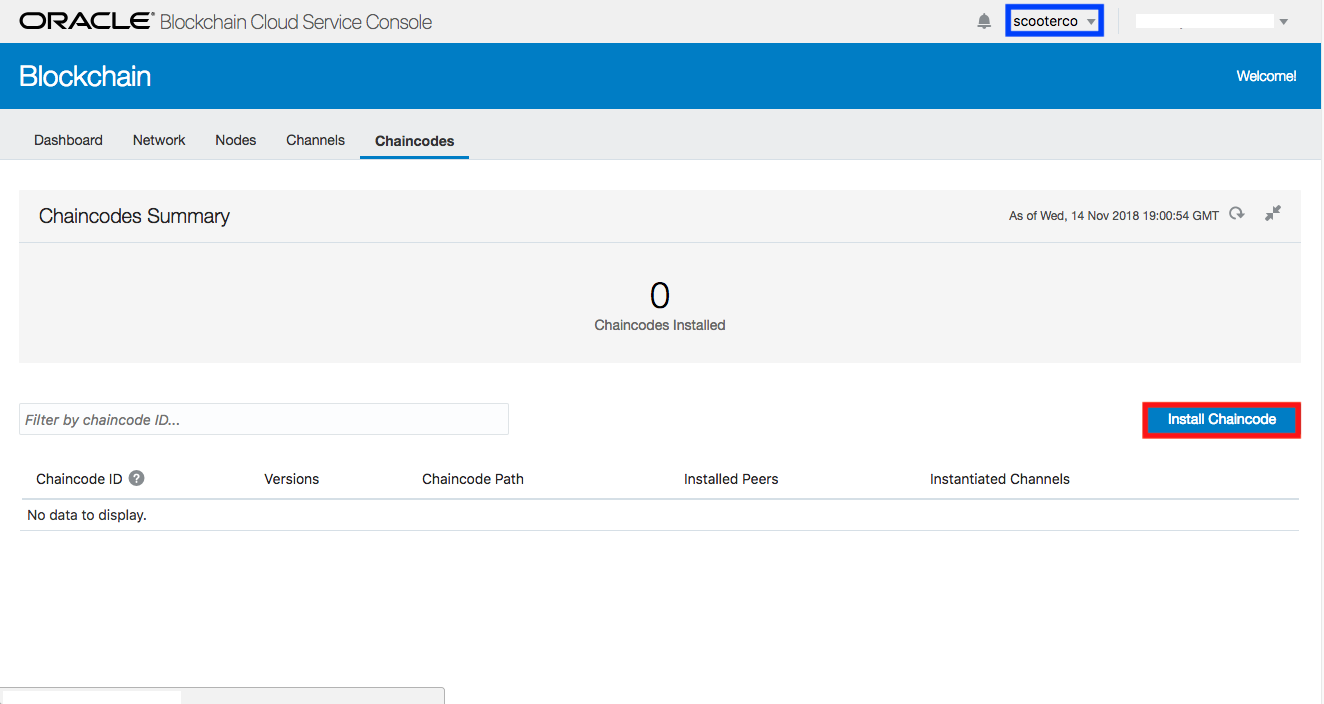 ORACLE® Blockchain Cloud Service Console scooterco
Blockchain Welcome!
Dashboard Network Nodes Channels Chaincodes
Chaincodes Summary As of Wed, 14 Nov 2018 19:00:54 GMT
0
Chaincodes Installed
Filter by chaincode ID... Install Chaincode
Chaincode ID ? Versions Chaincode Path Installed Peers Instantiated Channels
No data to display.